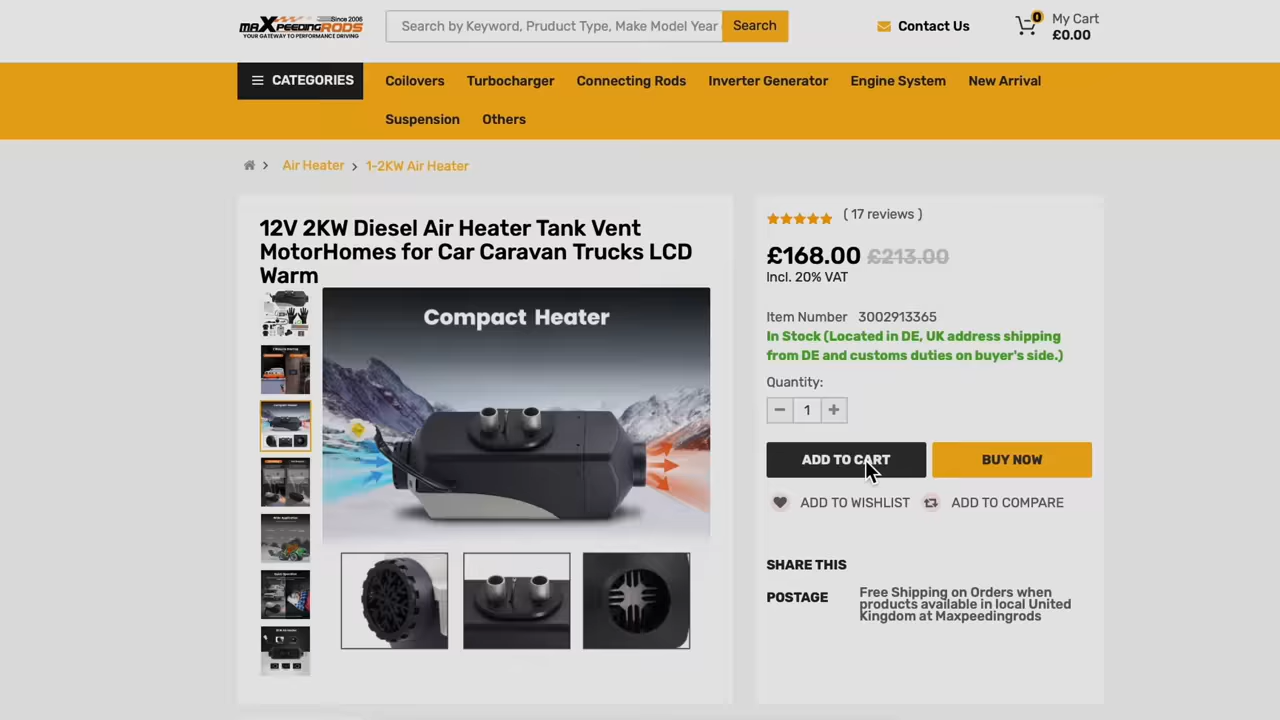 MAXPEEDINGRODS Since 2006
YOUR GATEWAY TO PERFORMANCE DRIVING
Search by Keyword, Pruduct Type, Make Model Year
Search
Contact Us
0
My Cart
£0.00
CATEGORIES
Coilovers
Turbocharger
Connecting Rods
Inverter Generator
Engine System
New Arrival
Suspension
Others
Air Heater
1-2KW Air Heater
12V 2KW Diesel Air Heater Tank Vent
MotorHomes for Car Caravan Trucks LCD
Warm
Compact Heater
( 17 reviews )
£168.00 £213.00
Incl. 20% VAT
Item Number 3002913365
In Stock (Located in DE, UK address shipping
from DE and customs duties on buyer's side.)
Quantity:
1
ADD TO CART
BUY NOW
ADD TO WISHLIST
ADD TO COMPARE
SHARE THIS
POSTAGE
Free Shipping on Orders when
products available in local United
Kingdom at Maxpeedingrods